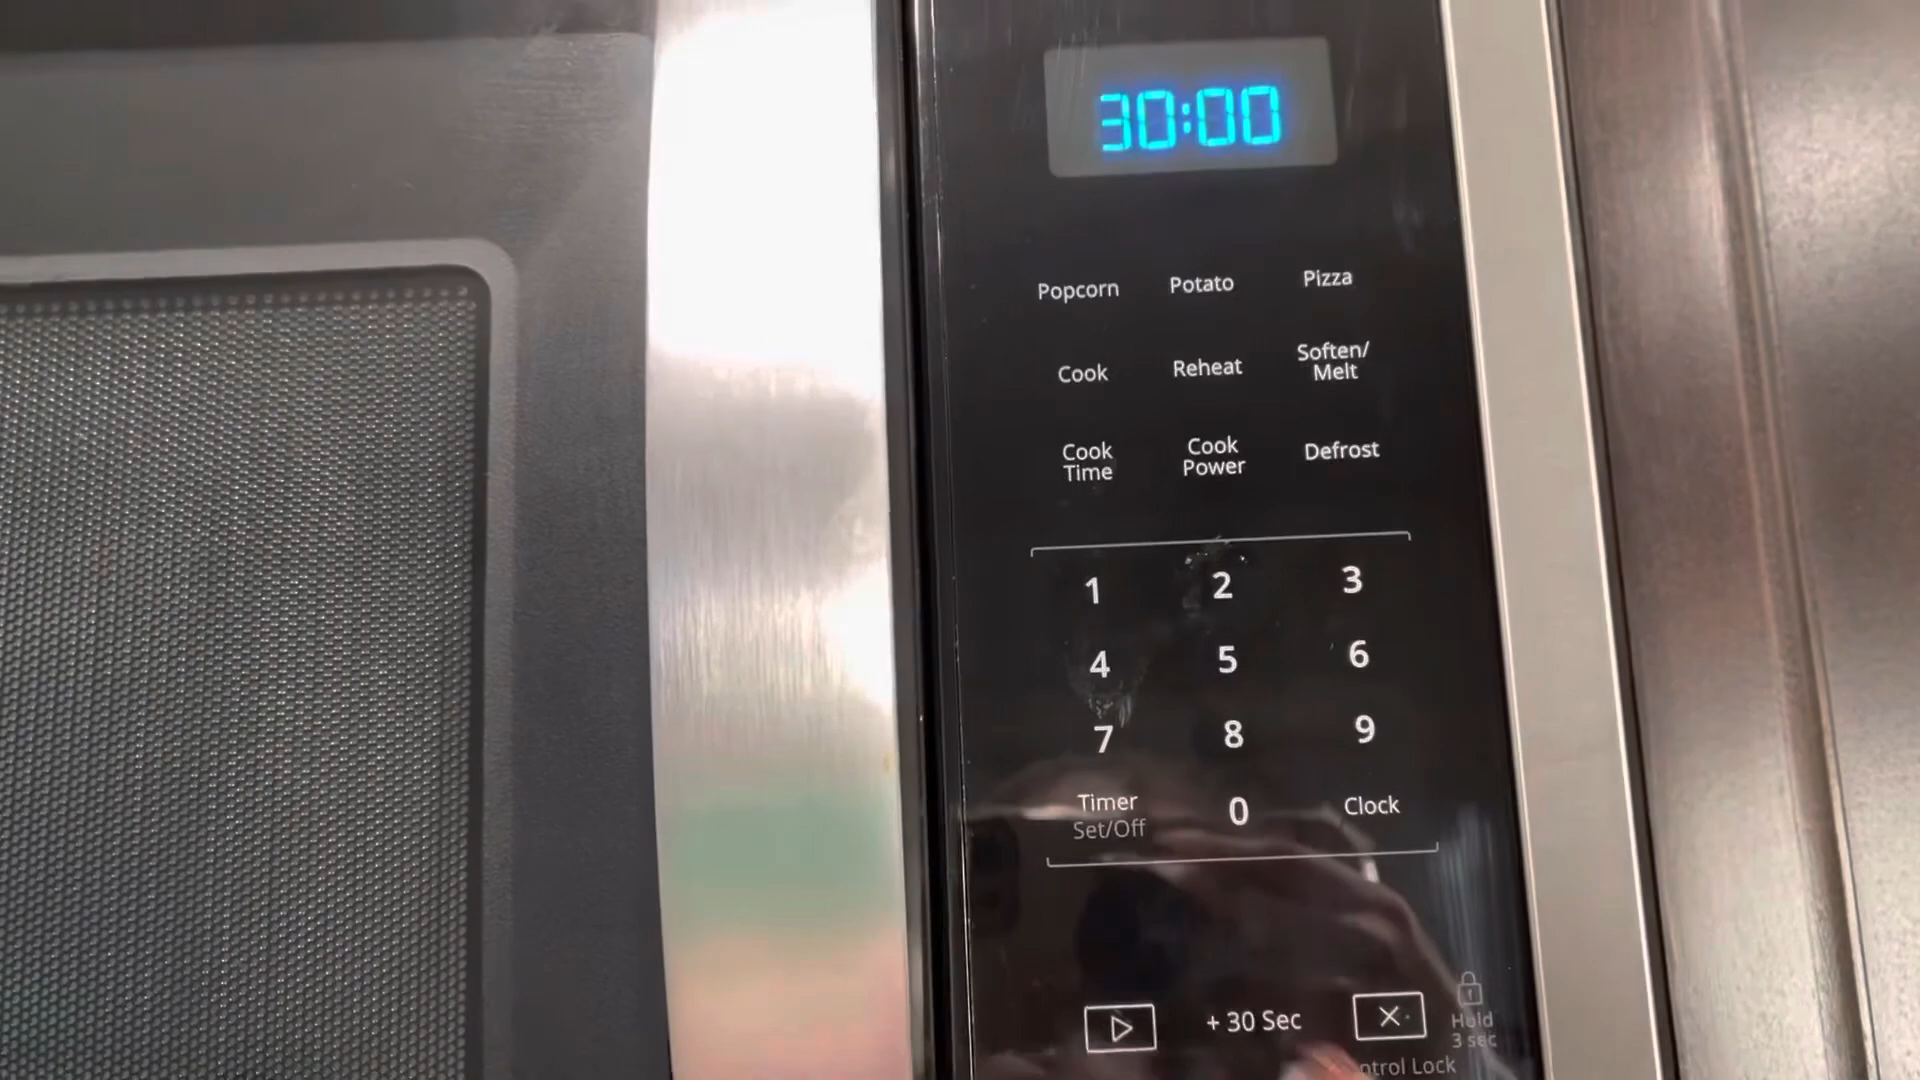 30:00
Popcorn Potato Pizza
Cook Reheat Soften/
Melt
Cook
Time
Cook
Power
Defrost
1 2 3
4 5 6
7 8 9
Timer
Set/Off
0 Clock
+ 30 Sec
Hold
3 sec
Lock